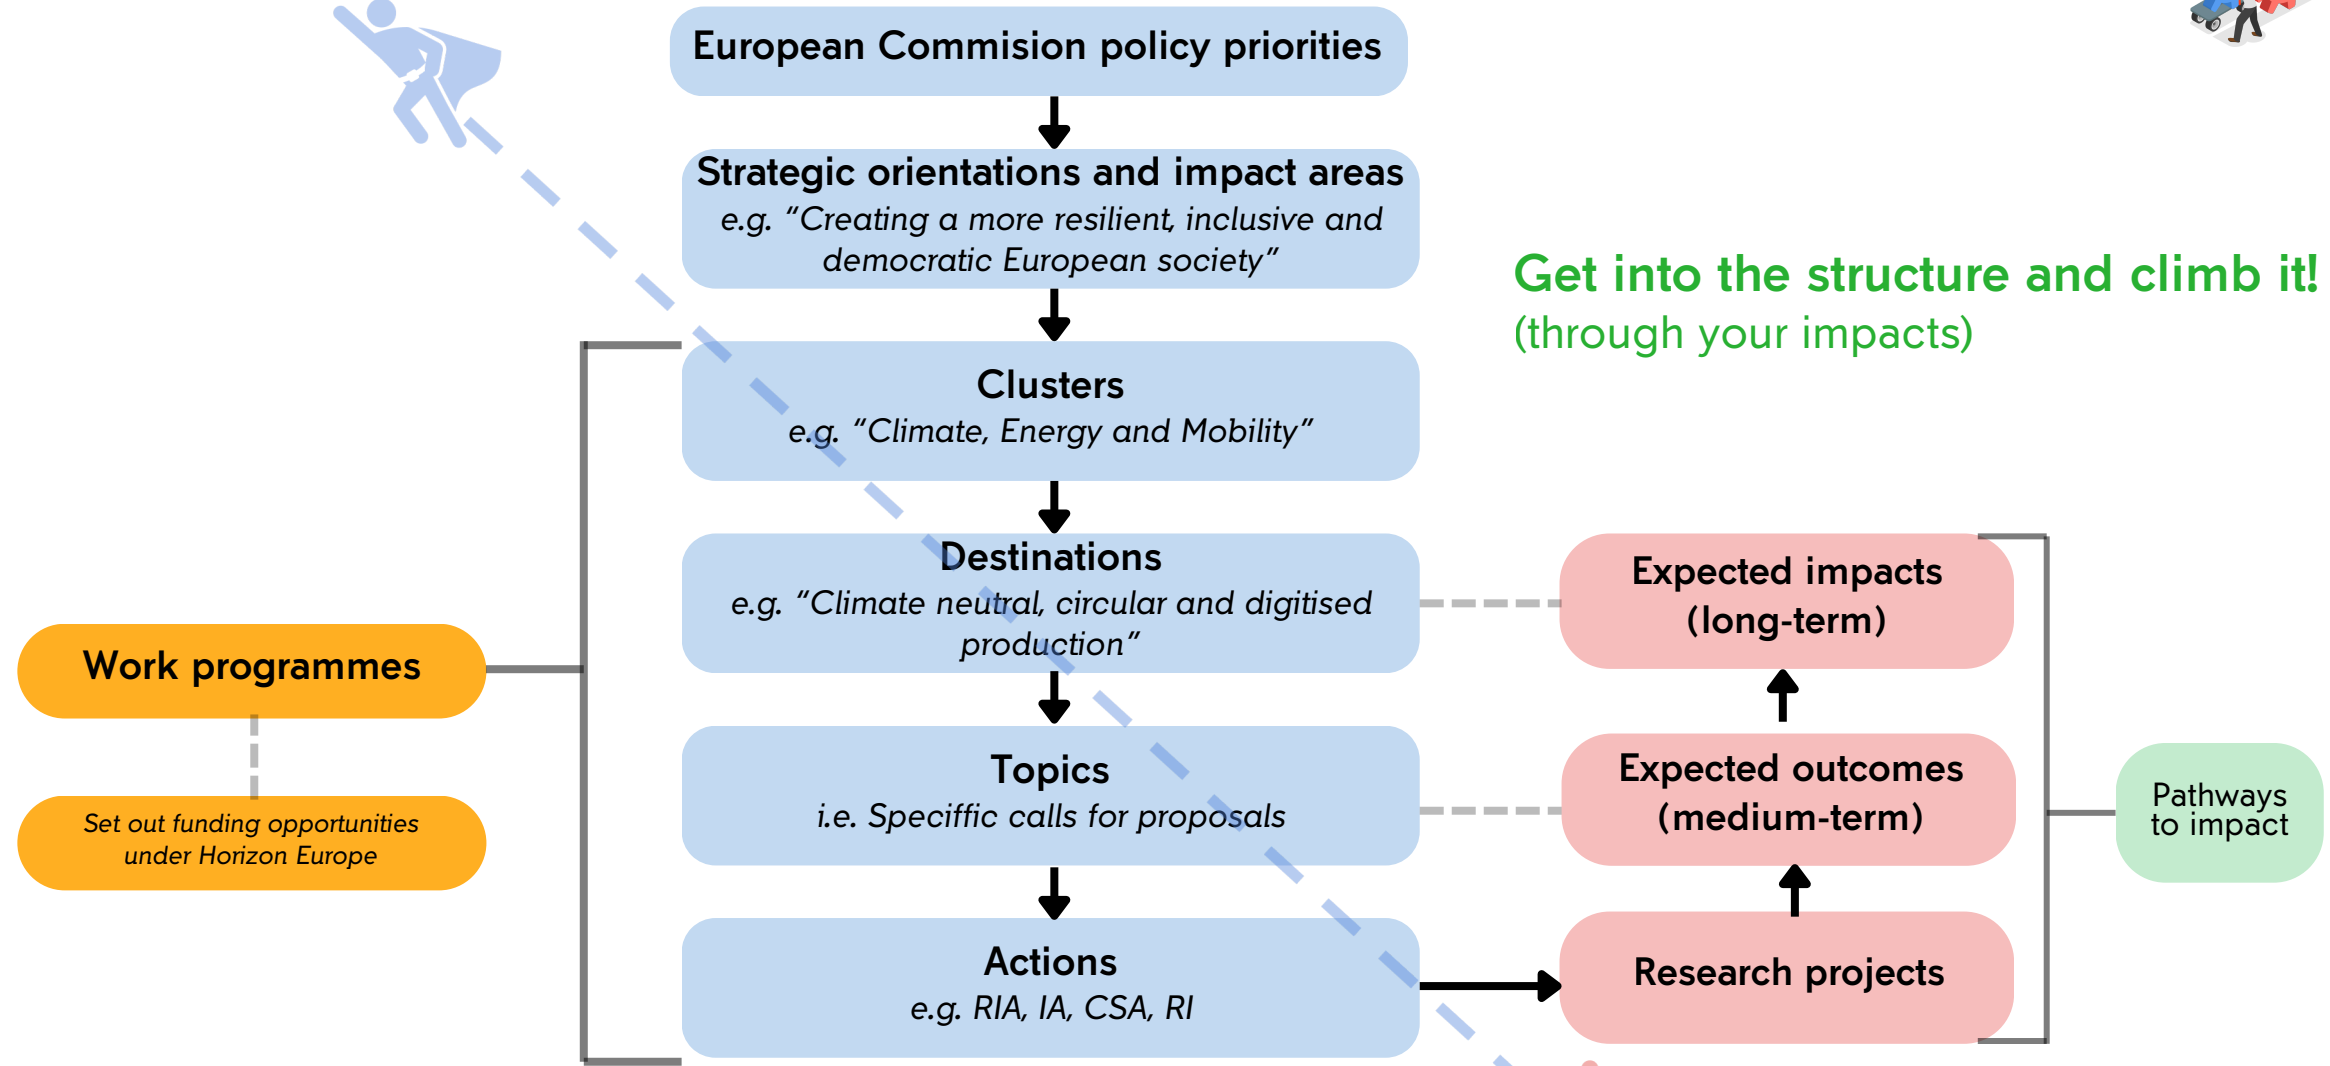 European Commision policy priorities
Strategic orientations and impact areas
e.g. “Creating a more resilient, inclusive and
democratic European society”
Get into the structure and climb it!
(through your impacts)
Clusters
e.g. “Climate, Energy and Mobility”
Destinations
e.g. “Climate neutral, circular and digitised
production”
Expected impacts
(long-term)
Work programmes
Topics
i.e. Speciffic calls for proposals
Expected outcomes
(medium-term)
Pathways
to impact
Set out funding opportunities
under Horizon Europe
Actions
e.g. RIA, IA, CSA, RI
Research projects